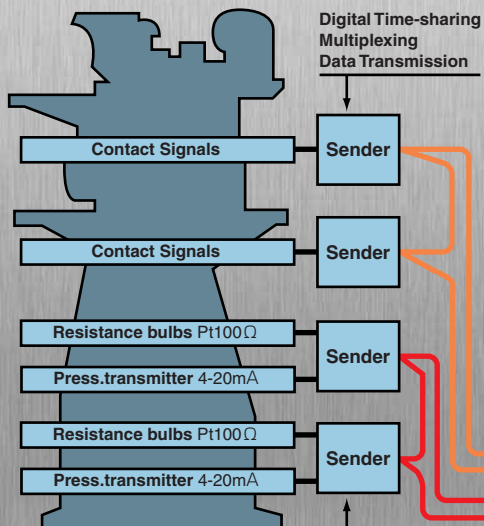 Digital Time-sharing
Multiplexing
Data Transmission
Contact Signals
Sender
Contact Signals
Sender
Resistance bulbs Pt100Ω
Press.transmitter 4-20mA
Sender
Resistance bulbs Pt100Ω
Press.transmitter 4-20mA
Sender